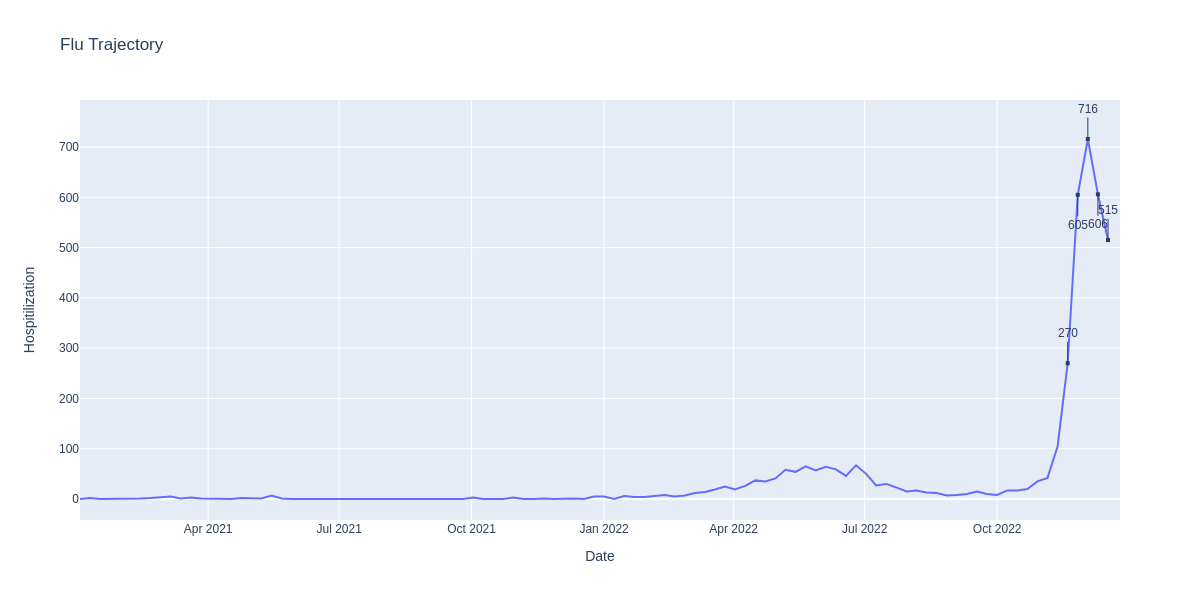 Flu Trajectory
716
700
600
515
605
606
500
400
270
300
200
100
0
Hospitilization
Apr 2021
Jul 2021
Oct 2021
Jan 2022
Apr 2022
Jul 2022
Oct 2022
Date